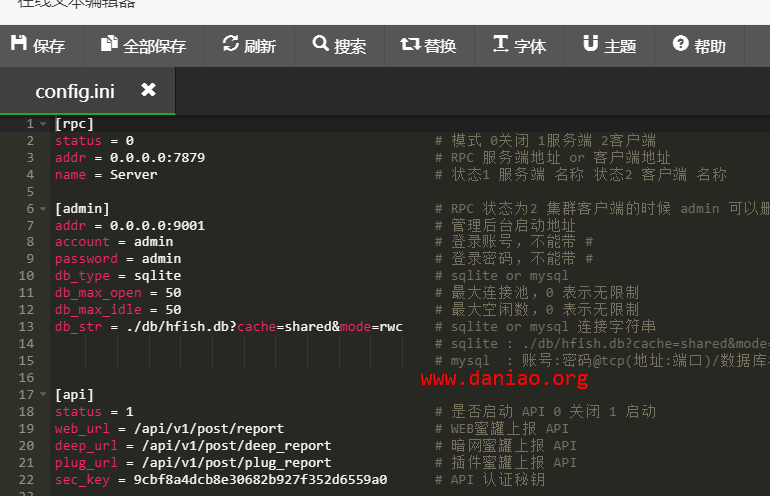 在线文本编辑器
保存 全部保存 刷新 搜索 替换 字体 主题 帮助
config.ini
1 [rpc]
2 status = 0 # 模式 0关闭 1服务端 2客户端
3 addr = 0.0.0.0:7879 # RPC 服务端地址 or 客户端地址
4 name = Server # 状态1 服务端 名称 状态2 客户端 名称
5
6 [admin] # RPC 状态为2 集群客户端的时候 admin 可以删
7 addr = 0.0.0.0:9001 # 管理后台启动地址
8 account = admin # 登录账号，不能带 #
9 password = admin # 登录密码，不能带 #
10 db_type = sqlite # sqlite or mysql
11 db_max_open = 50 # 最大连接池，0 表示无限制
12 db_max_idle = 50 # 最大空闲数，0 表示无限制
13 db_str = ./db/hfish.db?cache=shared&mode=rwc # sqlite or mysql 连接字符串
14 # sqlite : ./db/hfish.db?cache=shared&mode=
15 # mysql : 账号:密码@tcp(地址:端口)/数据库
16
www.daniao.org
17 [api]
18 status = 1 # 是否启动 API 0 关闭 1 启动
19 web_url = /api/v1/post/report # WEB蜜罐上报 API
20 deep_url = /api/v1/post/deep_report # 暗网蜜罐上报 API
21 plug_url = /api/v1/post/plug_report # 插件蜜罐上报 API
22 sec_key = 9cbf8a4dcb8e30682b927f352d6559a0 # API 认证秘钥